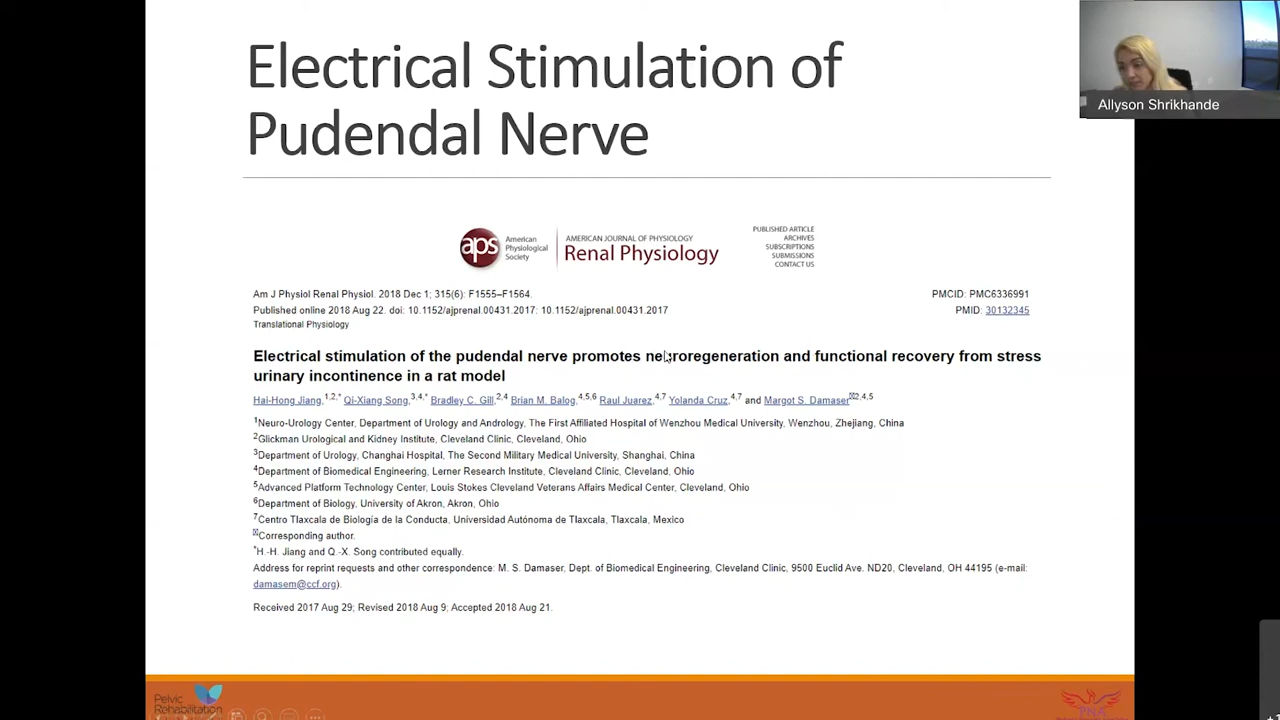 Electrical Stimulation of
Pudendal Nerve
Allyson Shrikhande
aps
American
Physiological
Society
AMERICAN JOURNAL OF PHYSIOLOGY
Renal Physiology
PUBLISHED ARTICLE
ARCHIVES
SUBSCRIPTIONS
SUBMISSIONS
CONTACT US
Am J Physiol Renal Physiol. 2018 Dec 1; 315(6): F1555–F1564.
PMCID: PMC6336991
Published online 2018 Aug 22. doi: 10.1152/ajprenal.00431.2017: 10.1152/ajprenal.00431.2017
PMID: 30132345
Translational Physiology
Electrical stimulation of the pudendal nerve promotes neuroregeneration and functional recovery from stress
urinary incontinence in a rat model
Hai-Hong Jiang,1,2,* Qi-Xiang Song,3,4,* Bradley C. Gill,2,4 Brian M. Balog,4,5,6 Raul Juarez,4,7 Yolanda Cruz,4,7 and Margot S. Damaser2,4,5
1Neuro-Urology Center, Department of Urology and Andrology, The First Affiliated Hospital of Wenzhou Medical University, Wenzhou, Zhejiang, China
2Glickman Urological and Kidney Institute, Cleveland Clinic, Cleveland, Ohio
3Department of Urology, Changhai Hospital, The Second Military Medical University, Shanghai, China
4Department of Biomedical Engineering, Lerner Research Institute, Cleveland Clinic, Cleveland, Ohio
5Advanced Platform Technology Center, Louis Stokes Cleveland Veterans Affairs Medical Center, Cleveland, Ohio
6Department of Biology, University of Akron, Akron, Ohio
7Centro Tlaxcala de Biología de la Conducta, Universidad Autónoma de Tlaxcala, Tlaxcala, Mexico
Corresponding author.
*H.-H. Jiang and Q.-X. Song contributed equally.
Address for reprint requests and other correspondence: M. S. Damaser, Dept. of Biomedical Engineering, Cleveland Clinic, 9500 Euclid Ave. ND20, Cleveland, OH 44195 (e-mail:
damasem@ccf.org).
Received 2017 Aug 29; Revised 2018 Aug 9; Accepted 2018 Aug 21.
Pelvic
Rehabilitation